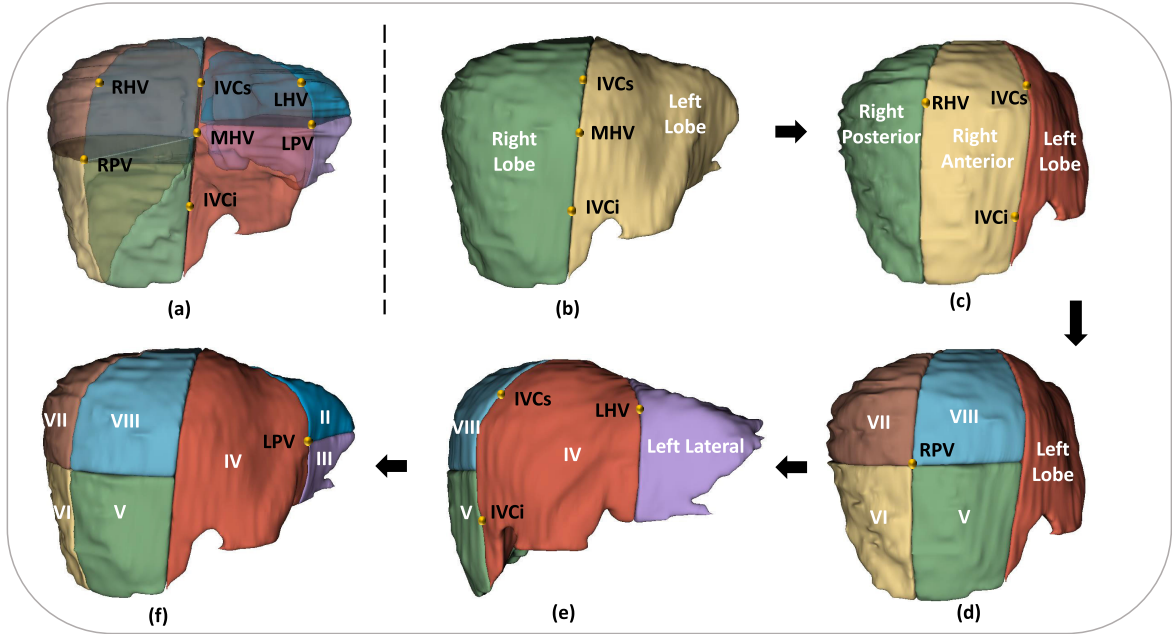 RHV
IVCs
LHV
MHV
LPV
RPV
IVCi
(a)
IVCs
Left
Lobe
MHV
Right
Lobe
IVCi
(b)
IVCs
RHV
Right
Posterior
Right
Anterior
Left
Lobe
IVCi
(c)
VII
VIII
II
LPV
IV
III
VI
V
(f)
IVCs
LHV
VIII
IV
Left Lateral
V
IVCi
(e)
VII
VIII
RPV
Left
Lobe
VI
V
(d)